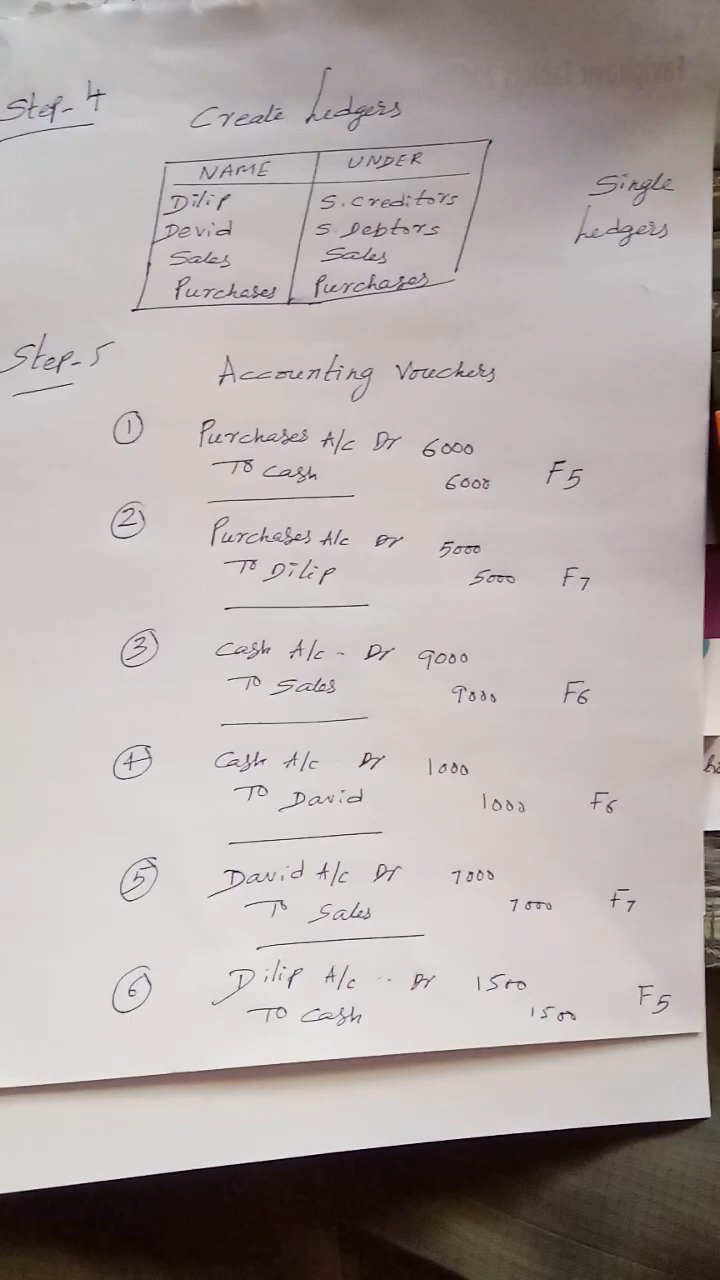 Step-4
Create Ledgers
NAME UNDER
Dilip S. Creditors
Devid S. Debtors
Sales Sales
Purchases Purchases
Single
Ledgers
Step-5
Accounting Vouchers
① Purchases A/c Dr 6000
To Cash 6000 F5
② Purchases A/c Dr 5000
To Dilip 5000 F7
③ Cash A/c - Dr 9000
To Sales 9000 F6
④ Cash A/c Dr 1000
To David 1000 F6
⑤ David A/c Dr 7000
To Sales 7000 F7
⑥ Dilip A/c .. Dr 1500
To Cash 1500 F5